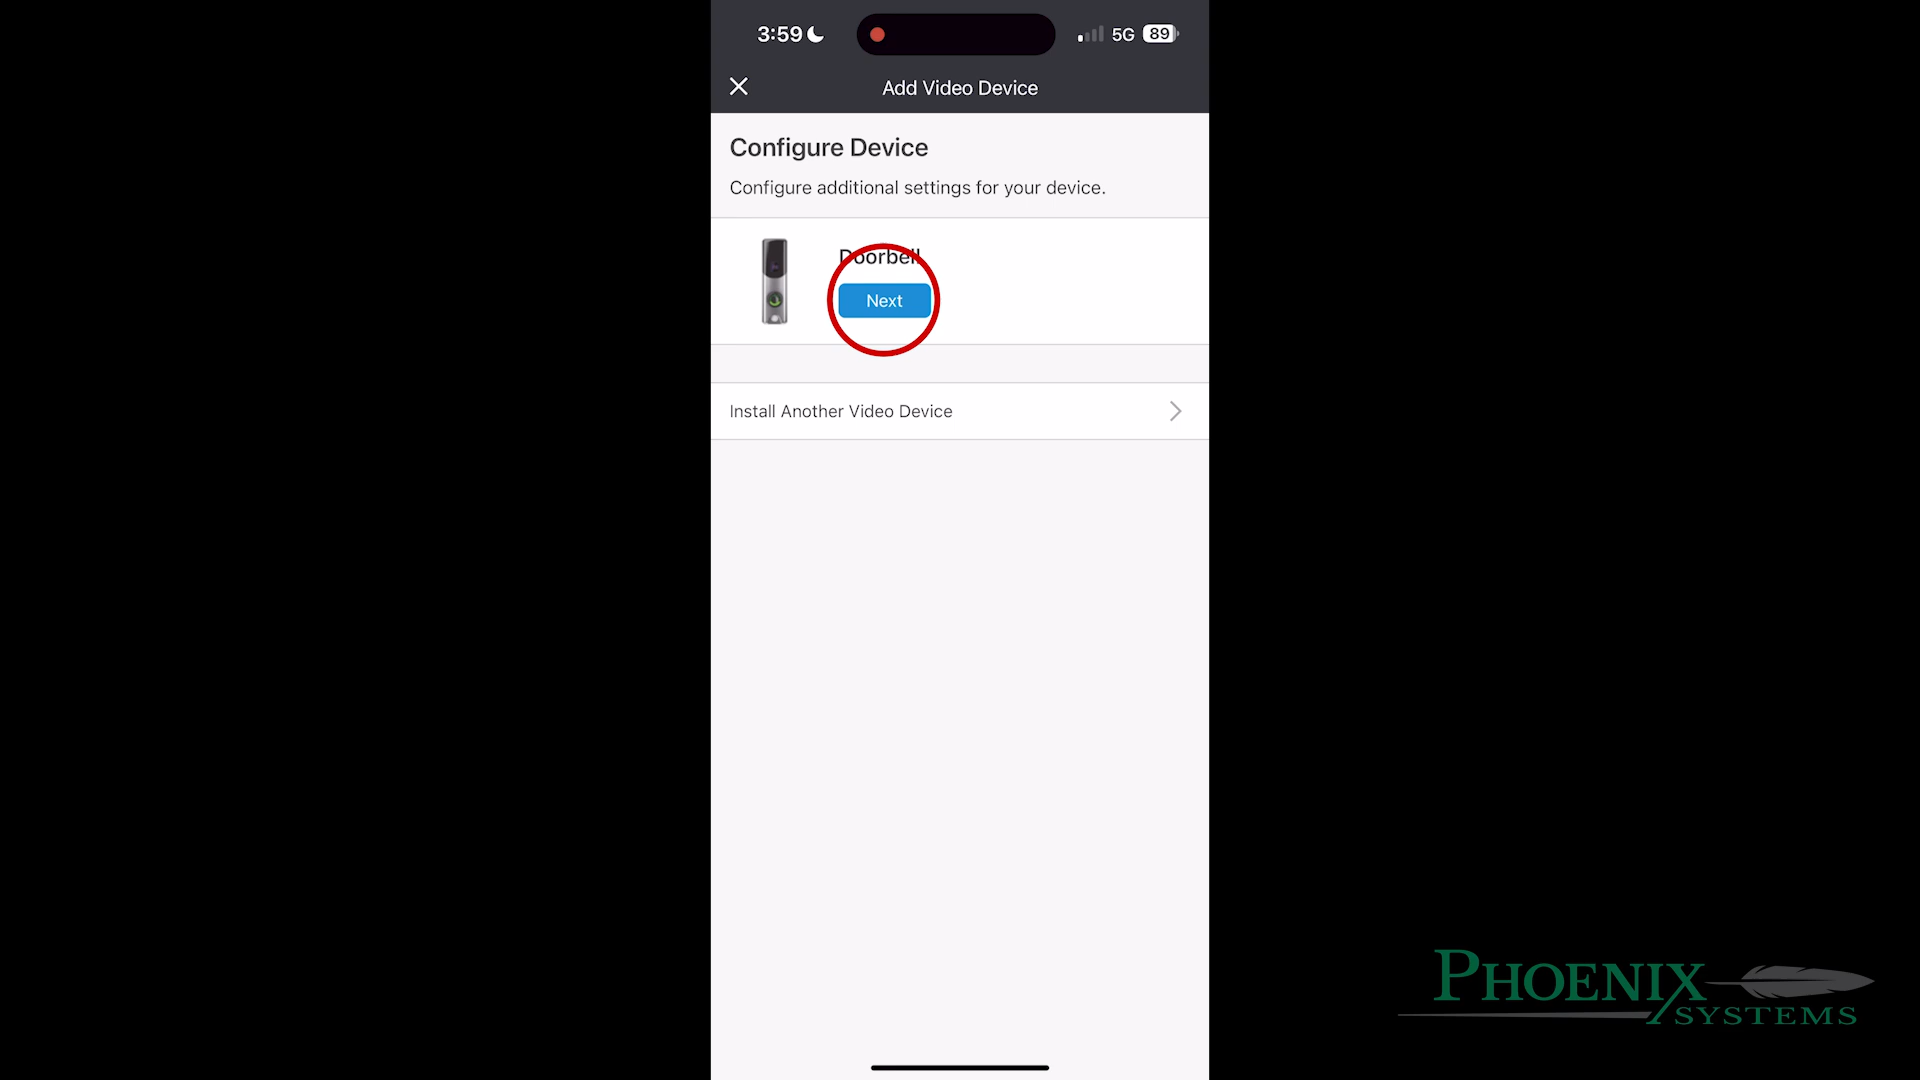 3:59
5G 89
Add Video Device
Configure Device
Configure additional settings for your device.
Doorbell
Next
Install Another Video Device
PHOENIX
SYSTEMS